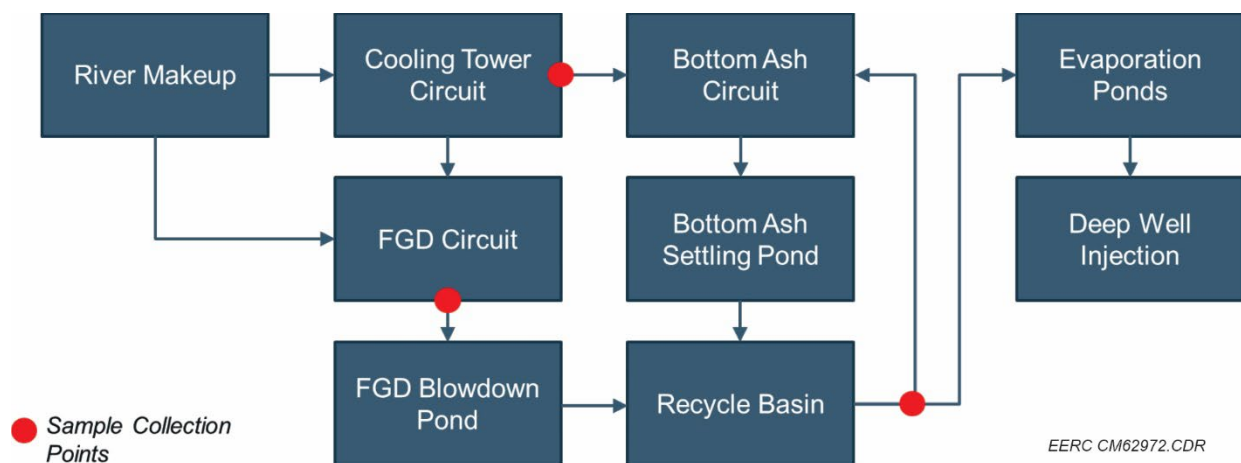 River Makeup
Cooling Tower
Circuit
Bottom Ash
Circuit
Evaporation
Ponds
FGD Circuit
Bottom Ash
Settling Pond
Deep Well
Injection
FGD Blowdown
Pond
Recycle Basin
Sample Collection
Points
EERC CM62972.CDR